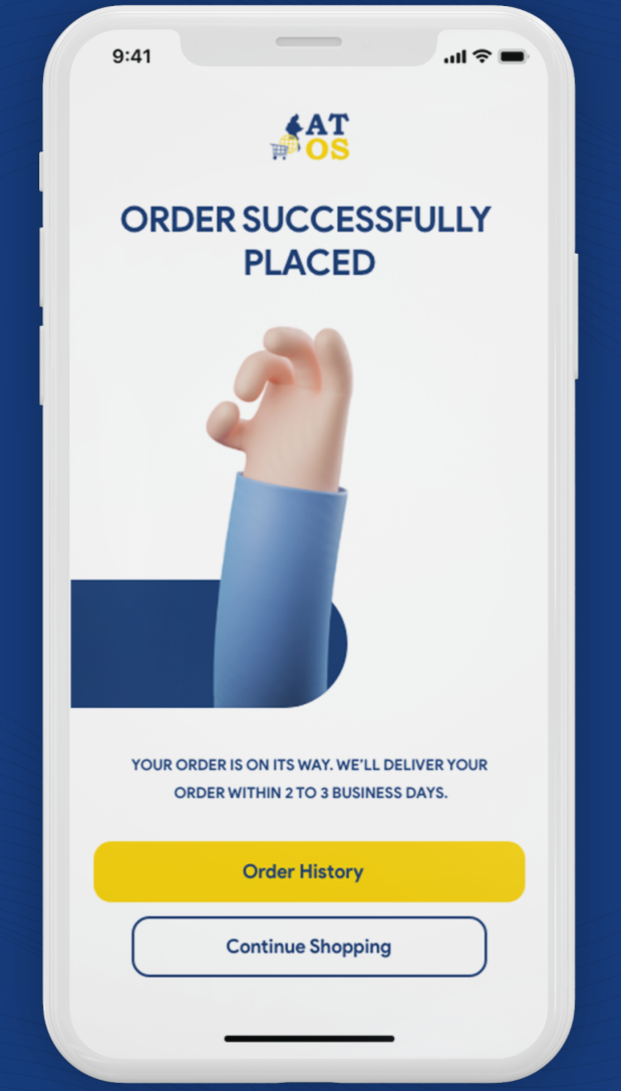 9:41
AT
OS
ORDER SUCCESSFULLY
PLACED
YOUR ORDER IS ON ITS WAY. WE'LL DELIVER YOUR
ORDER WITHIN 2 TO 3 BUSINESS DAYS.
Order History
Continue Shopping